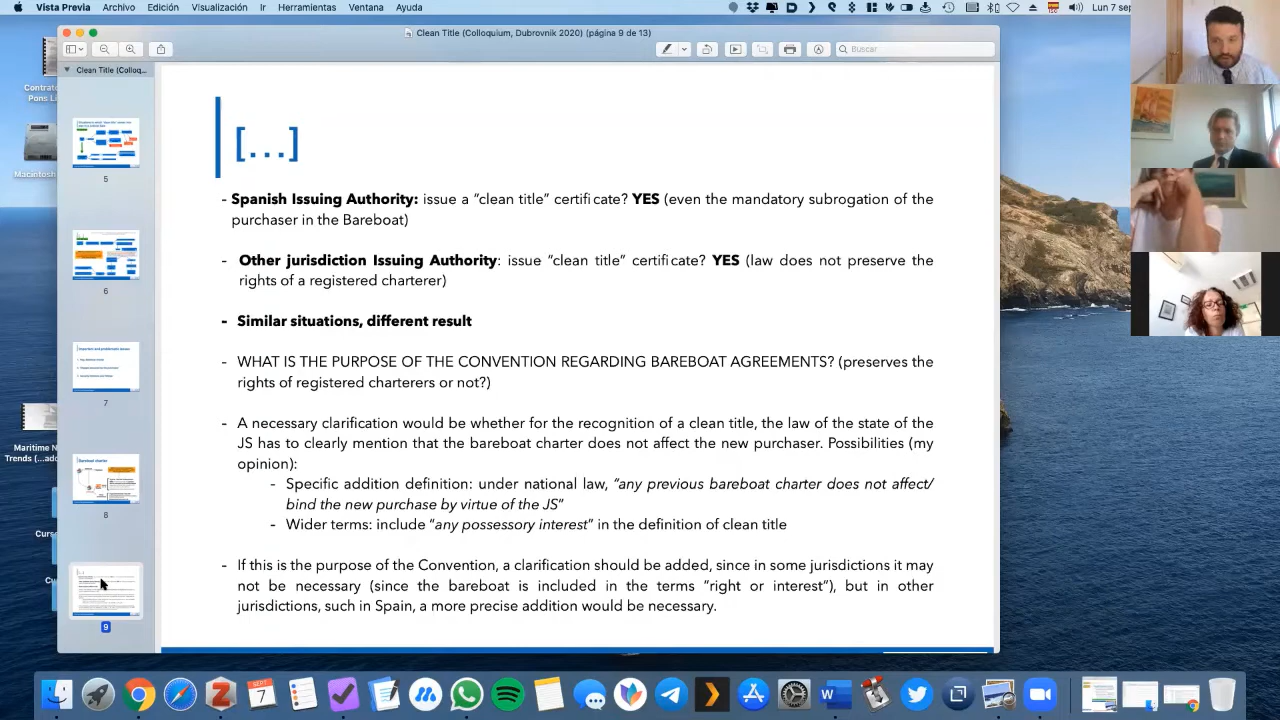 Vista Previa Archivo Edición Visualización Ir Herramientas Ventana Ayuda
Lun 7 sep
Clean Title (Colloquium, Dubrovnik 2020) (página 9 de 13)
Buscar
Clean Title (Colloq...
Contrat
Pons Li
Macintosh
Maritime N
Trends (...ad
Curs
Cu
5
6
7
8
9
[...]
- Spanish Issuing Authority: issue a “clean title” certificate? YES (even the mandatory subrogation of the
purchaser in the Bareboat)
- Other jurisdiction Issuing Authority: issue “clean title” certificate? YES (law does not preserve the
rights of a registered charterer)
- Similar situations, different result
- WHAT IS THE PURPOSE OF THE CONVENTION REGARDING BAREBOAT AGREEMENTS? (preserves the
rights of registered charterers or not?)
- A necessary clarification would be whether for the recognition of a clean title, the law of the state of the
JS has to clearly mention that the bereboat charter does not affect the new purchaser. Possibilities (my
opinion):
- Specific addition definition: under national law, “any previous bareboat charter does not affect/
bind the new purchase by virtue of the JS”
- Wider terms: include “any possessory interest” in the definition of clean title
- If this is the purpose of the Convention, a clarification should be added, since in some jurisdictions it may
not be necessary (since the bareboat is included in the terms “right or interest”), but in other
jurisdictions, such in Spain, a more precise addition would be necessary.
SEPT
7